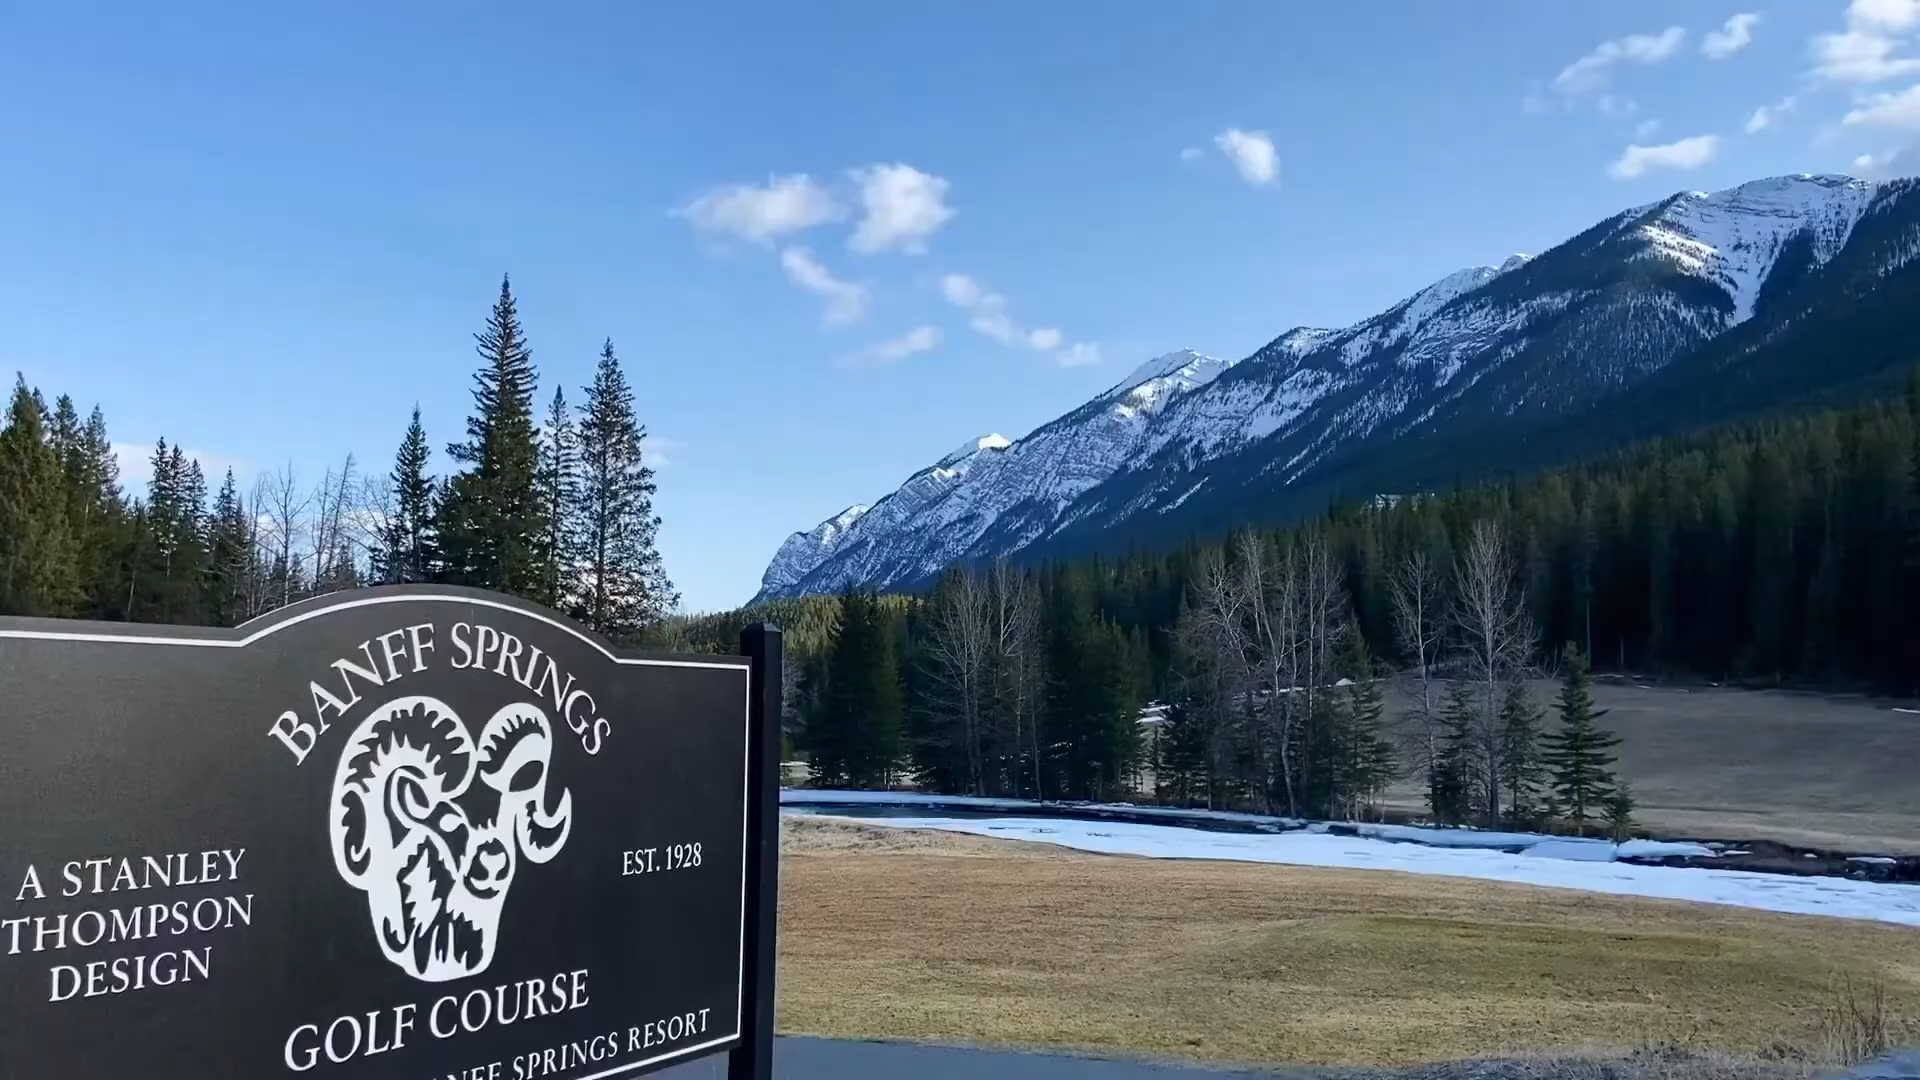 BANFF SPRINGS
A STANLEY
THOMPSON
DESIGN
EST. 1928
GOLF COURSE
SPRINGS RESORT